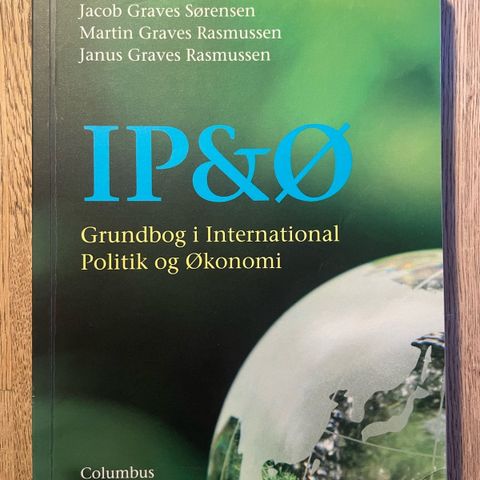 Jacob Graves Sørensen
Martin Graves Rasmussen
Janus Graves Rasmussen
IP&Ø
Grundbog i International
Politik og Økonomi
Columbus